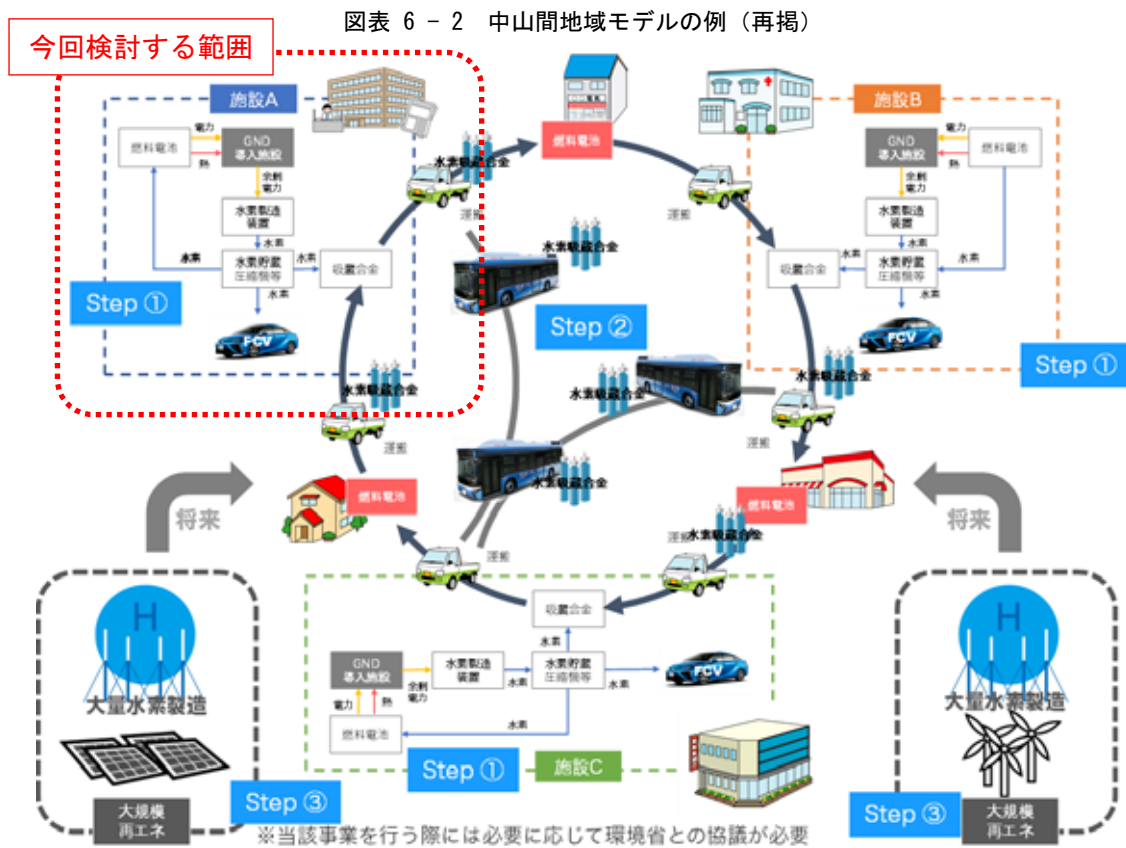 図表 6 － 2 中山間地域モデルの例（再掲）
今回検討する範囲
施設A
燃料電池
電力
熱
GND
導入施設
余剰
電力
水素製造
装置
水素
水素
水素貯蔵
圧縮機等
水素
吸蔵合金
水素
Step ①
FCV
水素吸蔵合金
運搬
燃料電池
運搬
施設B
GND
導入施設
電力
熱
燃料電池
余剰
電力
水素製造
装置
水素
吸蔵合金
水素
水素貯蔵
圧縮機等
水素
水素
FCV
Step ①
水素吸蔵合金
Step ②
水素吸蔵合金
水素吸蔵合金
水素吸蔵合金
運搬
運搬
水素吸蔵合金
燃料電池
燃料電池
運搬
水素吸蔵合金
運搬
将来
将来
H
大量水素製造
大規模
再エネ
Step ③
吸蔵合金
水素
GND
導入施設
余剰
電力
水素製造
装置
水素
水素貯蔵
圧縮機等
水素
FCV
電力
熱
燃料電池
水素
Step ①
施設C
H
大量水素製造
Step ③
大規模
再エネ
※当該事業を行う際には必要に応じて環境省との協議が必要